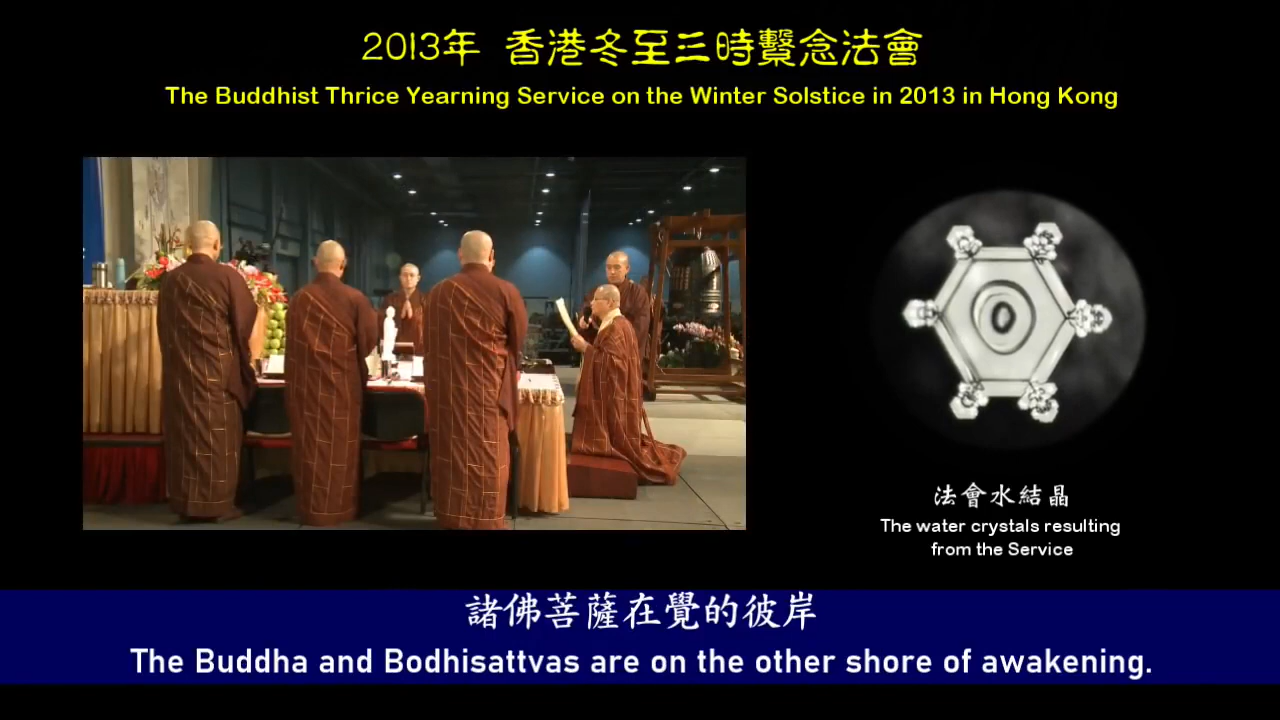 2013年 香港冬至三時繫念法會
The Buddhist Thrice Yearning Service on the Winter Solstice in 2013 in Hong Kong
法會水結晶
The water crystals resulting
from the Service
諸佛菩薩在覺的彼岸
The Buddha and Bodhisattvas are on the other shore of awakening.